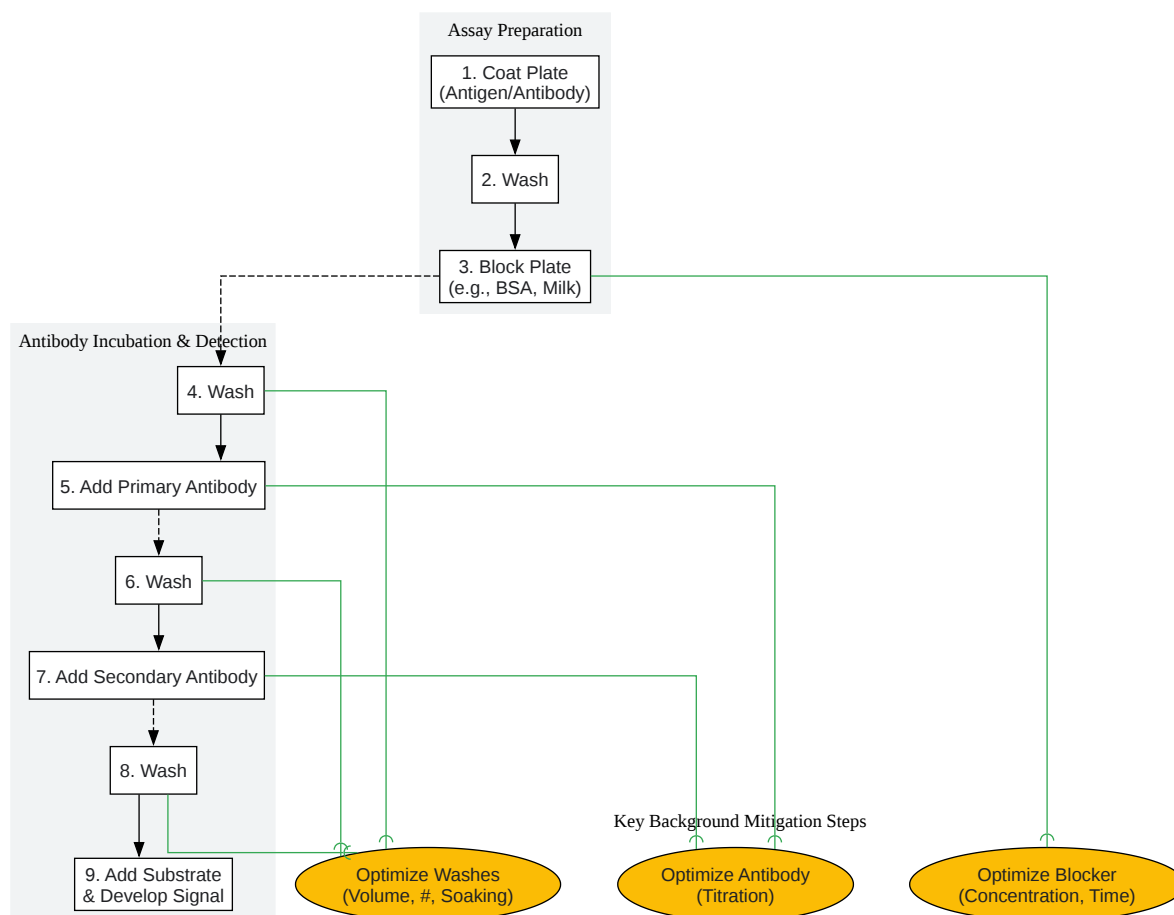 Assay Preparation
1. Coat Plate
(Antigen/Antibody)
2. Wash
3. Block Plate
(e.g., BSA, Milk)
Antibody Incubation & Detection
4. Wash
5. Add Primary Antibody
6. Wash
7. Add Secondary Antibody
8. Wash
9. Add Substrate
& Develop Signal
Key Background Mitigation Steps
Optimize Washes
(Volume, #, Soaking)
Optimize Antibody
(Titration)
Optimize Blocker
(Concentration, Time)